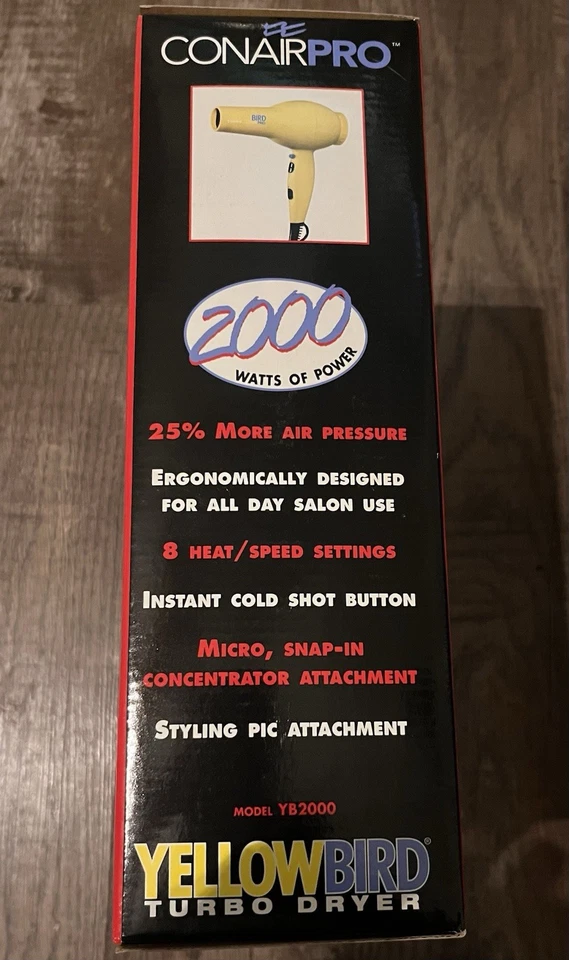 CONAIRPRO™
BIRD
2000
WATTS OF POWER
25% MORE AIR PRESSURE
ERGONOMICALLY DESIGNED
FOR ALL DAY SALON USE
8 HEAT/SPEED SETTINGS
INSTANT COLD SHOT BUTTON
MICRO, SNAP-IN
CONCENTRATOR ATTACHMENT
STYLING PIC ATTACHMENT
MODEL YB2000
YELLOWBIRD®
TURBO DRYER